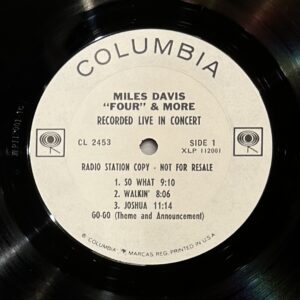 COLUMBIA
MILES DAVIS
"FOUR" & MORE
RECORDED LIVE IN CONCERT
CL 2453
SIDE 1
XLP 112001
RADIO STATION COPY - NOT FOR RESALE
1. SO WHAT 9:10
2. WALKIN' 8:06
3. JOSHUA 11:14
GO-GO (Theme and Announcement)
® COLUMBIA ® MARCAS REG. PRINTED IN U.S.A.